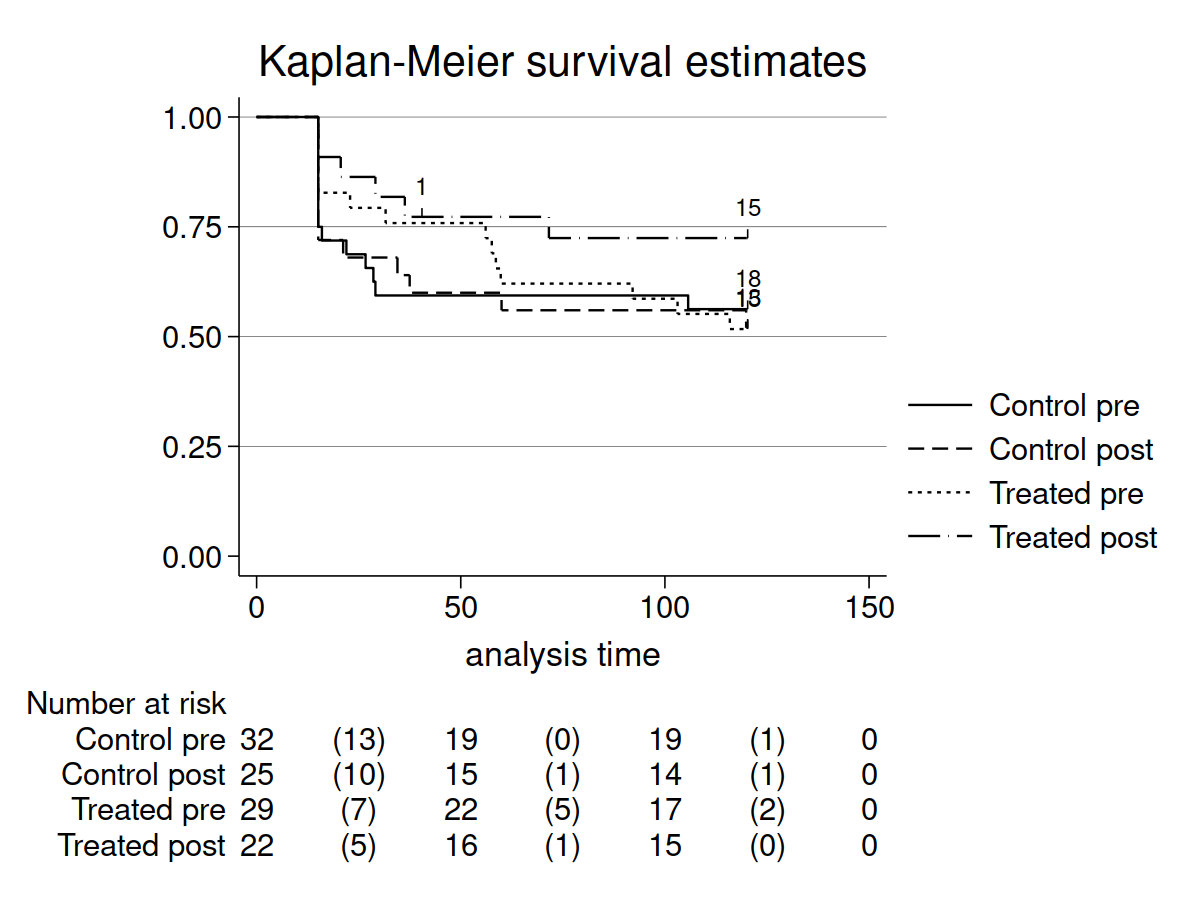 Kaplan-Meier survival estimates
1.00
0.75
0.50
0.25
0.00
1
15
18
0 50 100 150
analysis time
Control pre
Control post
Treated pre
Treated post
Number at risk
Control pre 32 (13) 19 (0) 19 (1) 0
Control post 25 (10) 15 (1) 14 (1) 0
Treated pre 29 (7) 22 (5) 17 (2) 0
Treated post 22 (5) 16 (1) 15 (0) 0